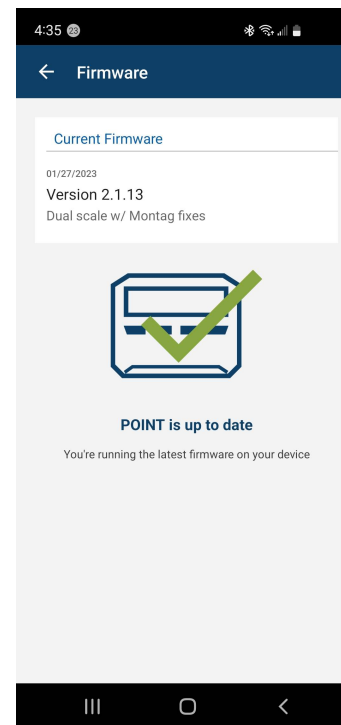 4:35 23
Firmware
Current Firmware
01/27/2023
Version 2.1.13
Dual scale w/ Montag fixes
POINT is up to date
You're running the latest firmware on your device